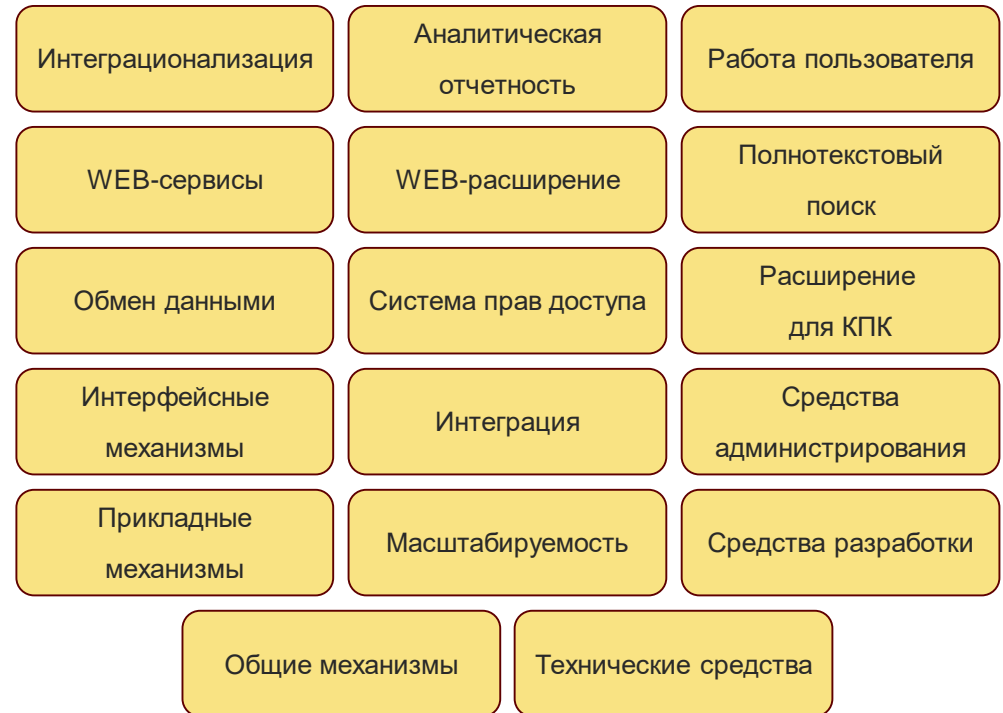 Интеграционализация
Аналитическая
отчетность
Работа пользователя
WEB-сервисы
WEB-расширение
Полнотекстовый
поиск
Обмен данными
Система прав доступа
Расширение
для КПК
Интерфейсные
механизмы
Интеграция
Средства
администрирования
Прикладные
механизмы
Масштабируемость
Средства разработки
Общие механизмы
Технические средства